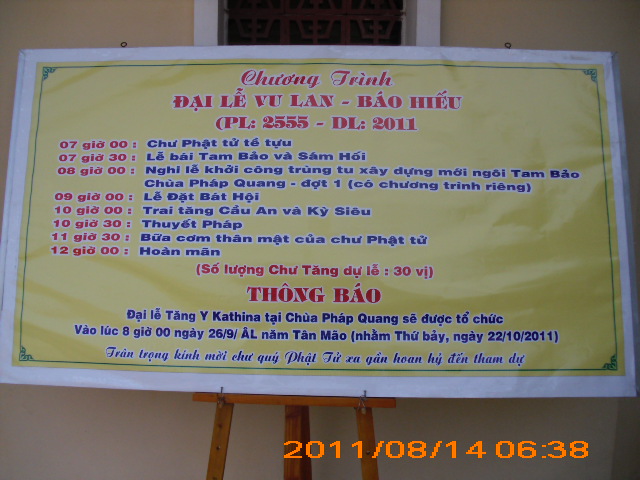 Chương Trình
ĐẠI LỄ VU LAN - BÁO HIẾU
(PL: 2555 - DL: 2011
07 giờ 00 : Chư Phật tử tề tựu
07 giờ 30 : Lễ bái Tam Bảo và Sám Hối
08 giờ 00 : Nghi lễ khởi công trùng tu xây dựng mới ngôi Tam Bảo
Chùa Pháp Quang - đợt 1 (có chương trình riêng)
09 giờ 00 : Lễ Đặt Bát Hội
10 giờ 00 : Trai tăng Cầu An và Kỳ Siêu
10 giờ 30 : Thuyết Pháp
11 giờ 30 : Bữa cơm thân mật của chư Phật tử
12 giờ 00 : Hoàn mãn
(Số lượng Chư Tăng dự lễ : 30 vị)
THÔNG BÁO
Đại lễ Tăng Y Kathina tại Chùa Pháp Quang sẽ được tổ chức
Vào lúc 8 giờ 00 ngày 26/9/ ÂL năm Tân Mão (nhằm Thứ bảy, ngày 22/10/2011)
Trân trọng kính mời chư quý Phật Tử xa gần hoan hỷ đến tham dự
2011/08/14 06:38